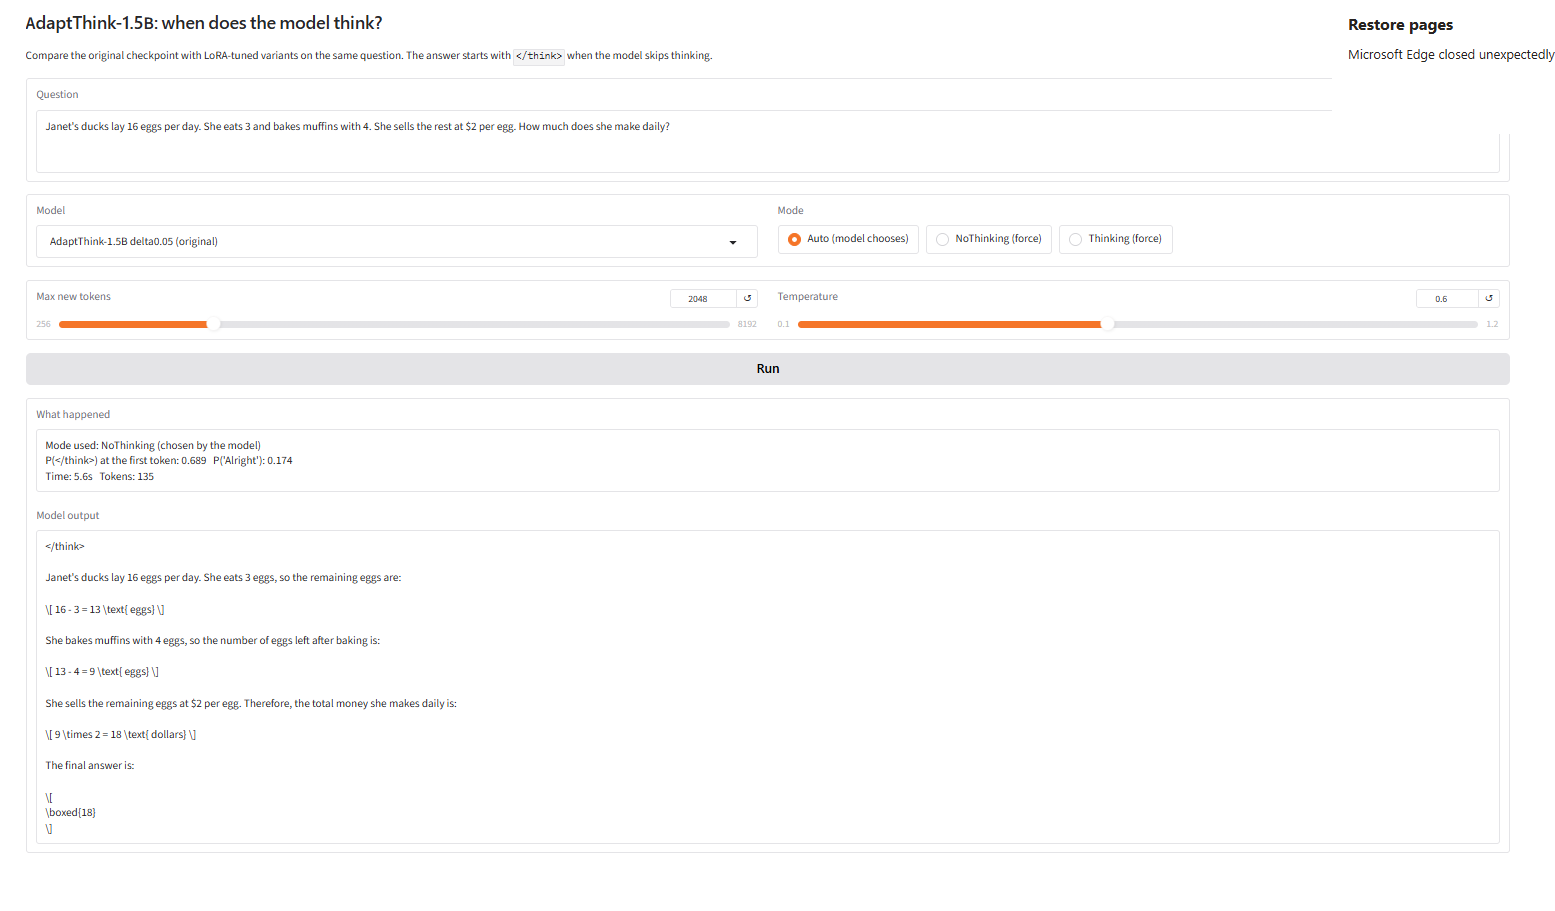 AdaptThink-1.5B: when does the model think?
Restore pages
Compare the original checkpoint with LoRA-tuned variants on the same question. The answer starts with </think> when the model skips thinking.
Microsoft Edge closed unexpectedly
Question
Janet's ducks lay 16 eggs per day. She eats 3 and bakes muffins with 4. She sells the rest at $2 per egg. How much does she make daily?
Model
Mode
AdaptThink-1.5B delta0.05 (original)
Auto (model chooses)
NoThinking (force)
Thinking (force)
Max new tokens
2048
↺
Temperature
0.6
↺
256
8192
0.1
1.2
Run
What happened
Mode used: NoThinking (chosen by the model)
P(</think>) at the first token: 0.689   P('Alright'): 0.174
Time: 5.6s   Tokens: 135
Model output
</think>
Janet's ducks lay 16 eggs per day. She eats 3 eggs, so the remaining eggs are:
\[ 16 - 3 = 13 \text{ eggs} \]
She bakes muffins with 4 eggs, so the number of eggs left after baking is:
\[ 13 - 4 = 9 \text{ eggs} \]
She sells the remaining eggs at $2 per egg. Therefore, the total money she makes daily is:
\[ 9 \times 2 = 18 \text{ dollars} \]
The final answer is:
\[
\boxed{18}
\]